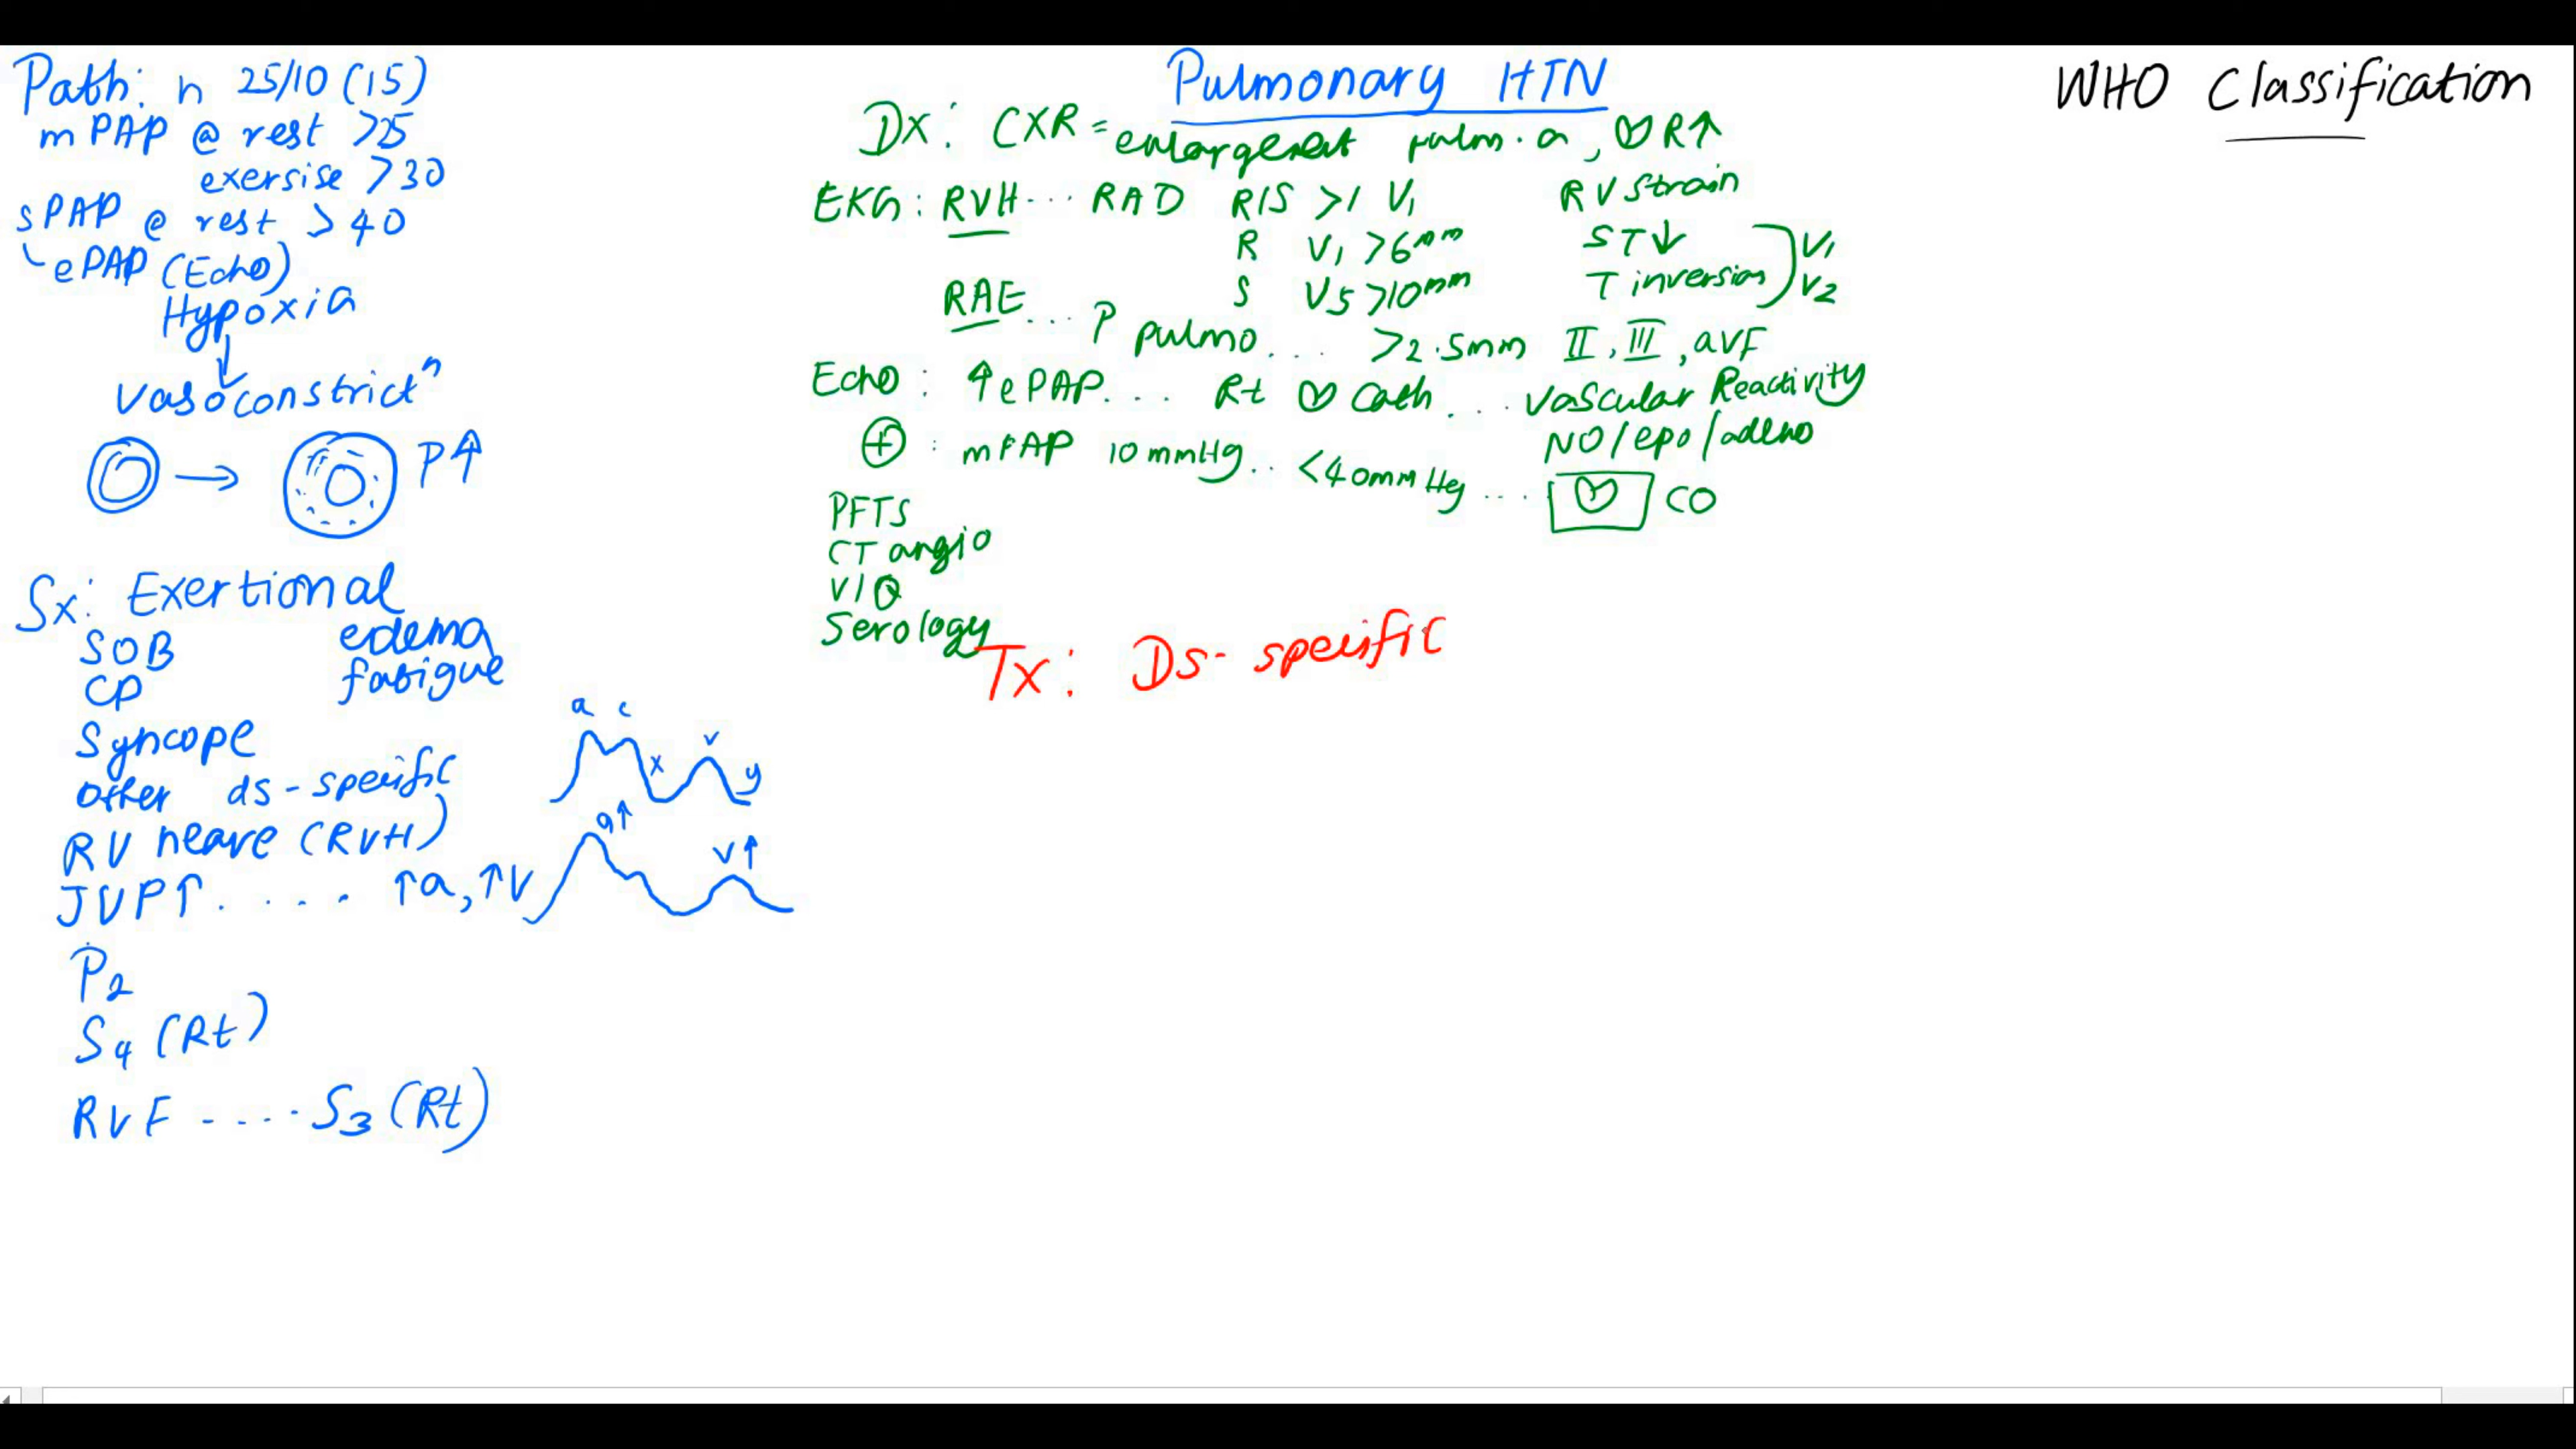 Pulmonary HTN
Path: n 25/10 (15)
mPAP @ rest >25
exersise >30
sPAP @ rest > 40
ePAP (Echo)
Hypoxia
↓
vasoconstrictⁿ
→ P↑
Sx: Exertional
SOB edema
CP fatigue
Syncope
other ds-specific
RV heave (RVH)
JVP↑ ..... ↑a, ↑v
a c x v y
a↑ v↑
P2
S4 (Rt)
RVF ..... S3 (Rt)
Dx: CXR = pulm. a, R↑
EKG: RVH... RAD R/S >1 V1 RV Strain
R V1 >6mm ST↓ V1
S V5 >10mm T inversion V2
RAE... P pulmo.... >2.5mm II, III, aVF
Echo: ↑ePAP... Rt Cath.... Vascular Reactivity
NO/epo/adeno
⊕: mPAP 10mmHg.. <40mmHg .... CO
PFTS
CT angio
V/Q
Serology
Tx: Ds-specific
WHO Classification